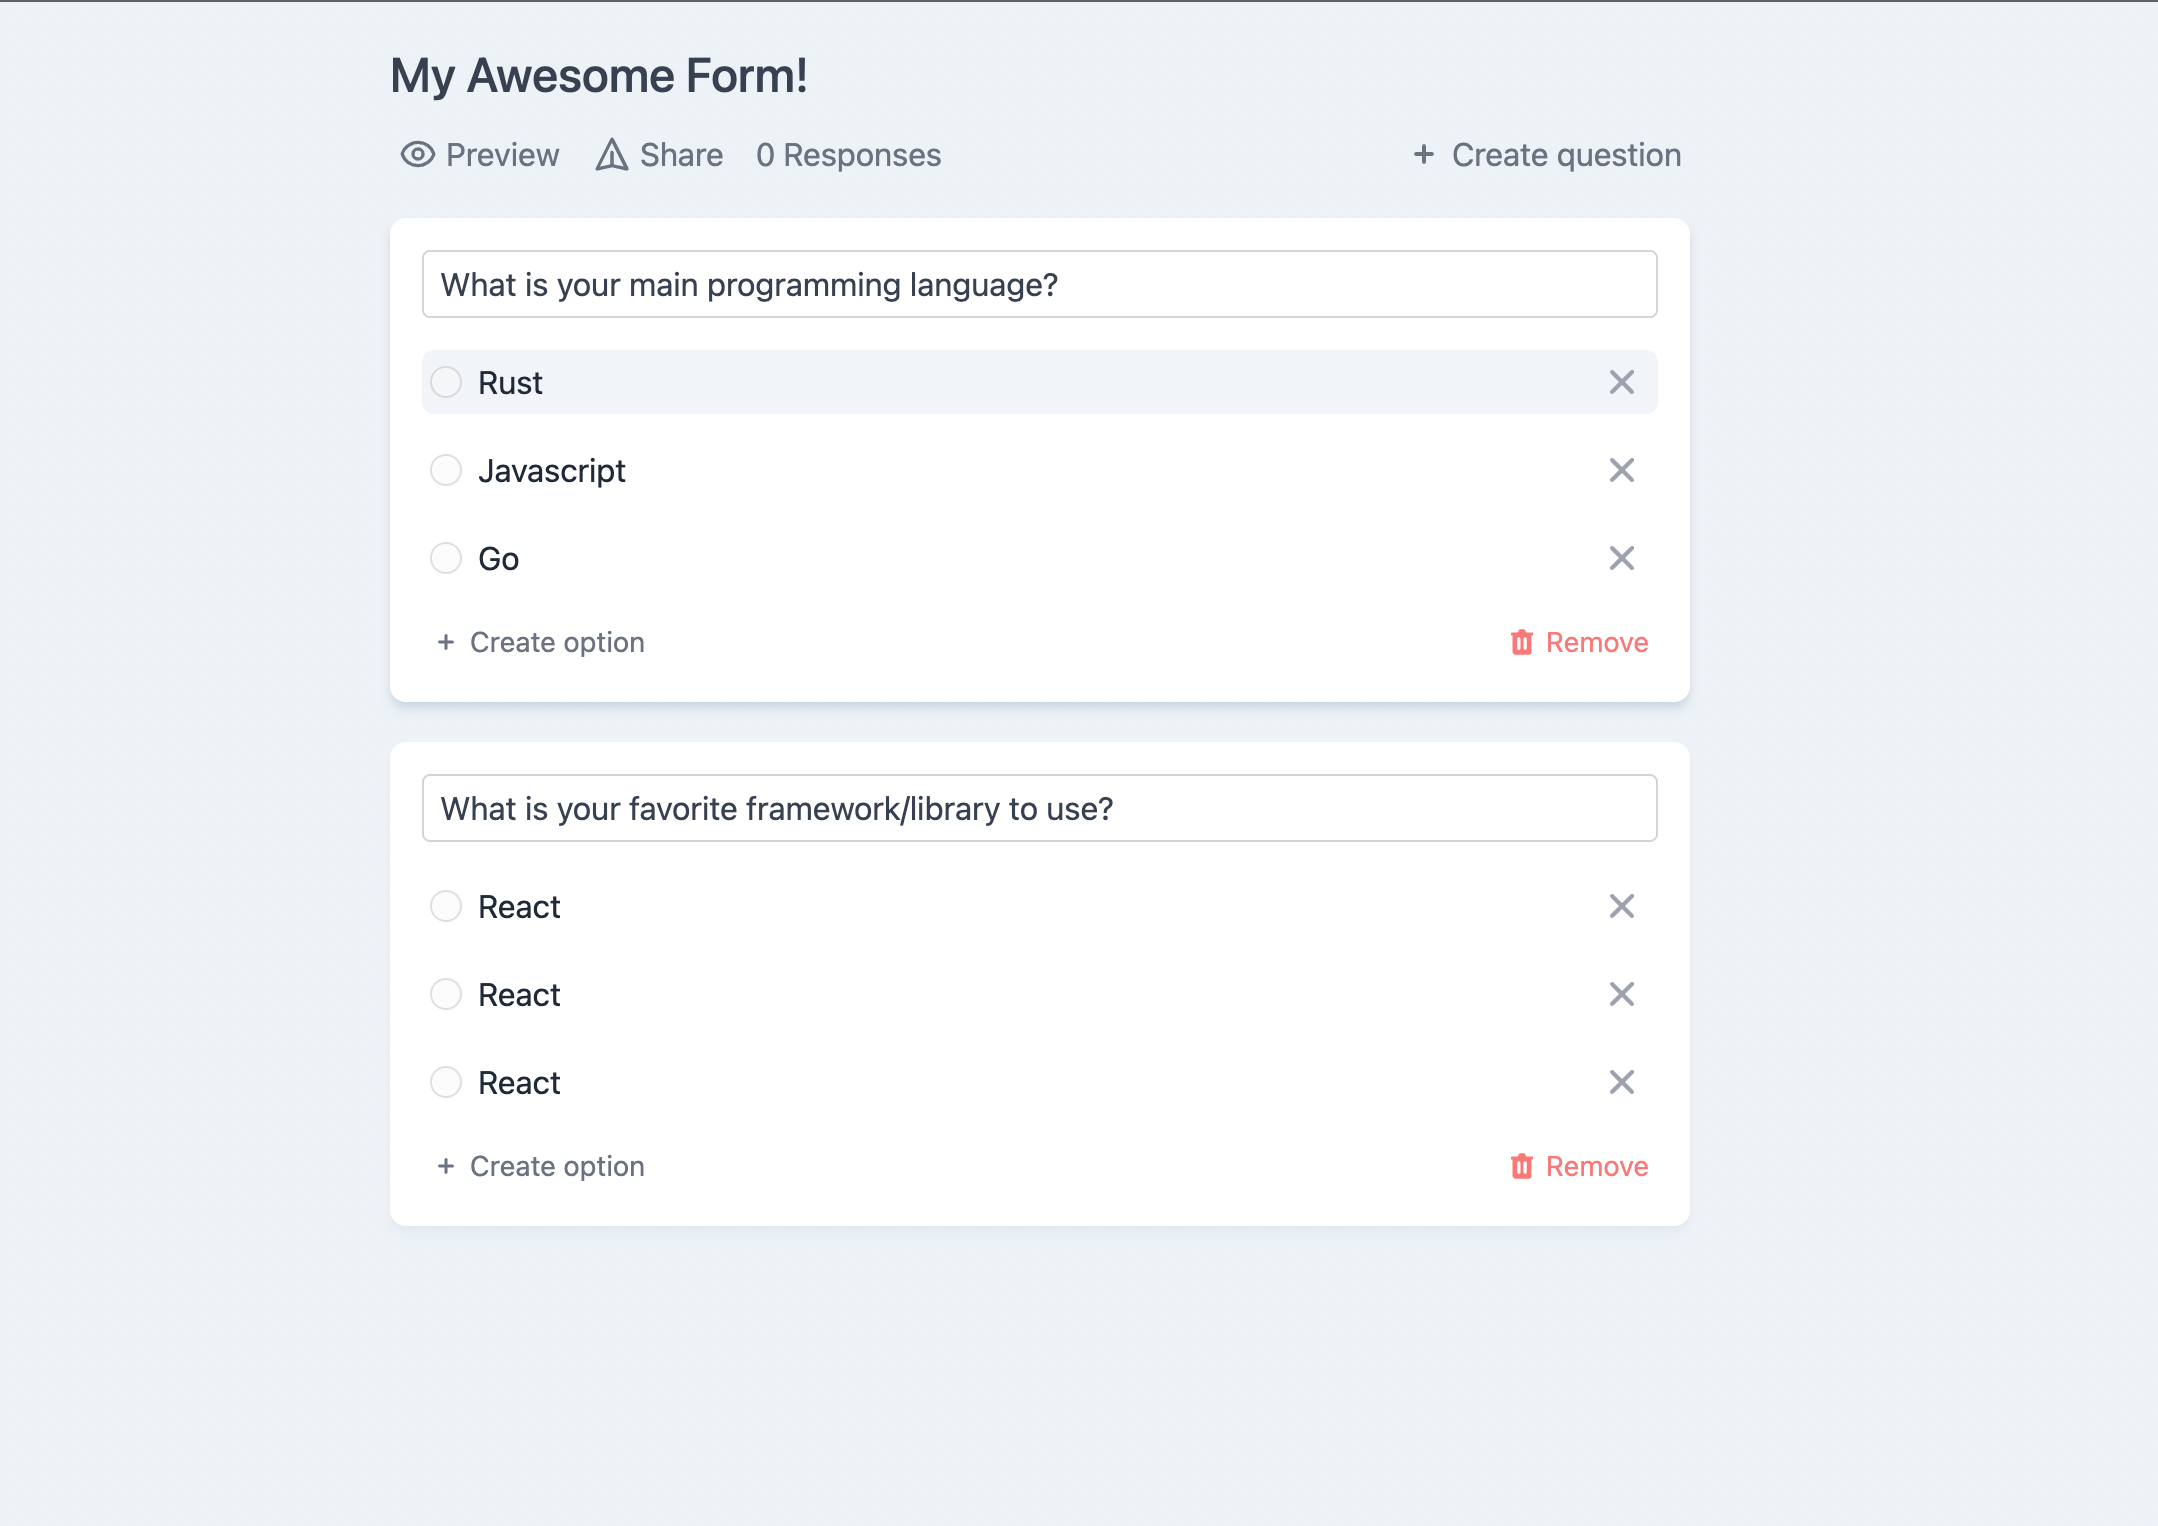 My Awesome Form!
Preview Share 0 Responses + Create question
What is your main programming language?
Rust
Javascript
Go
+ Create option Remove
What is your favorite framework/library to use?
React
React
React
+ Create option Remove